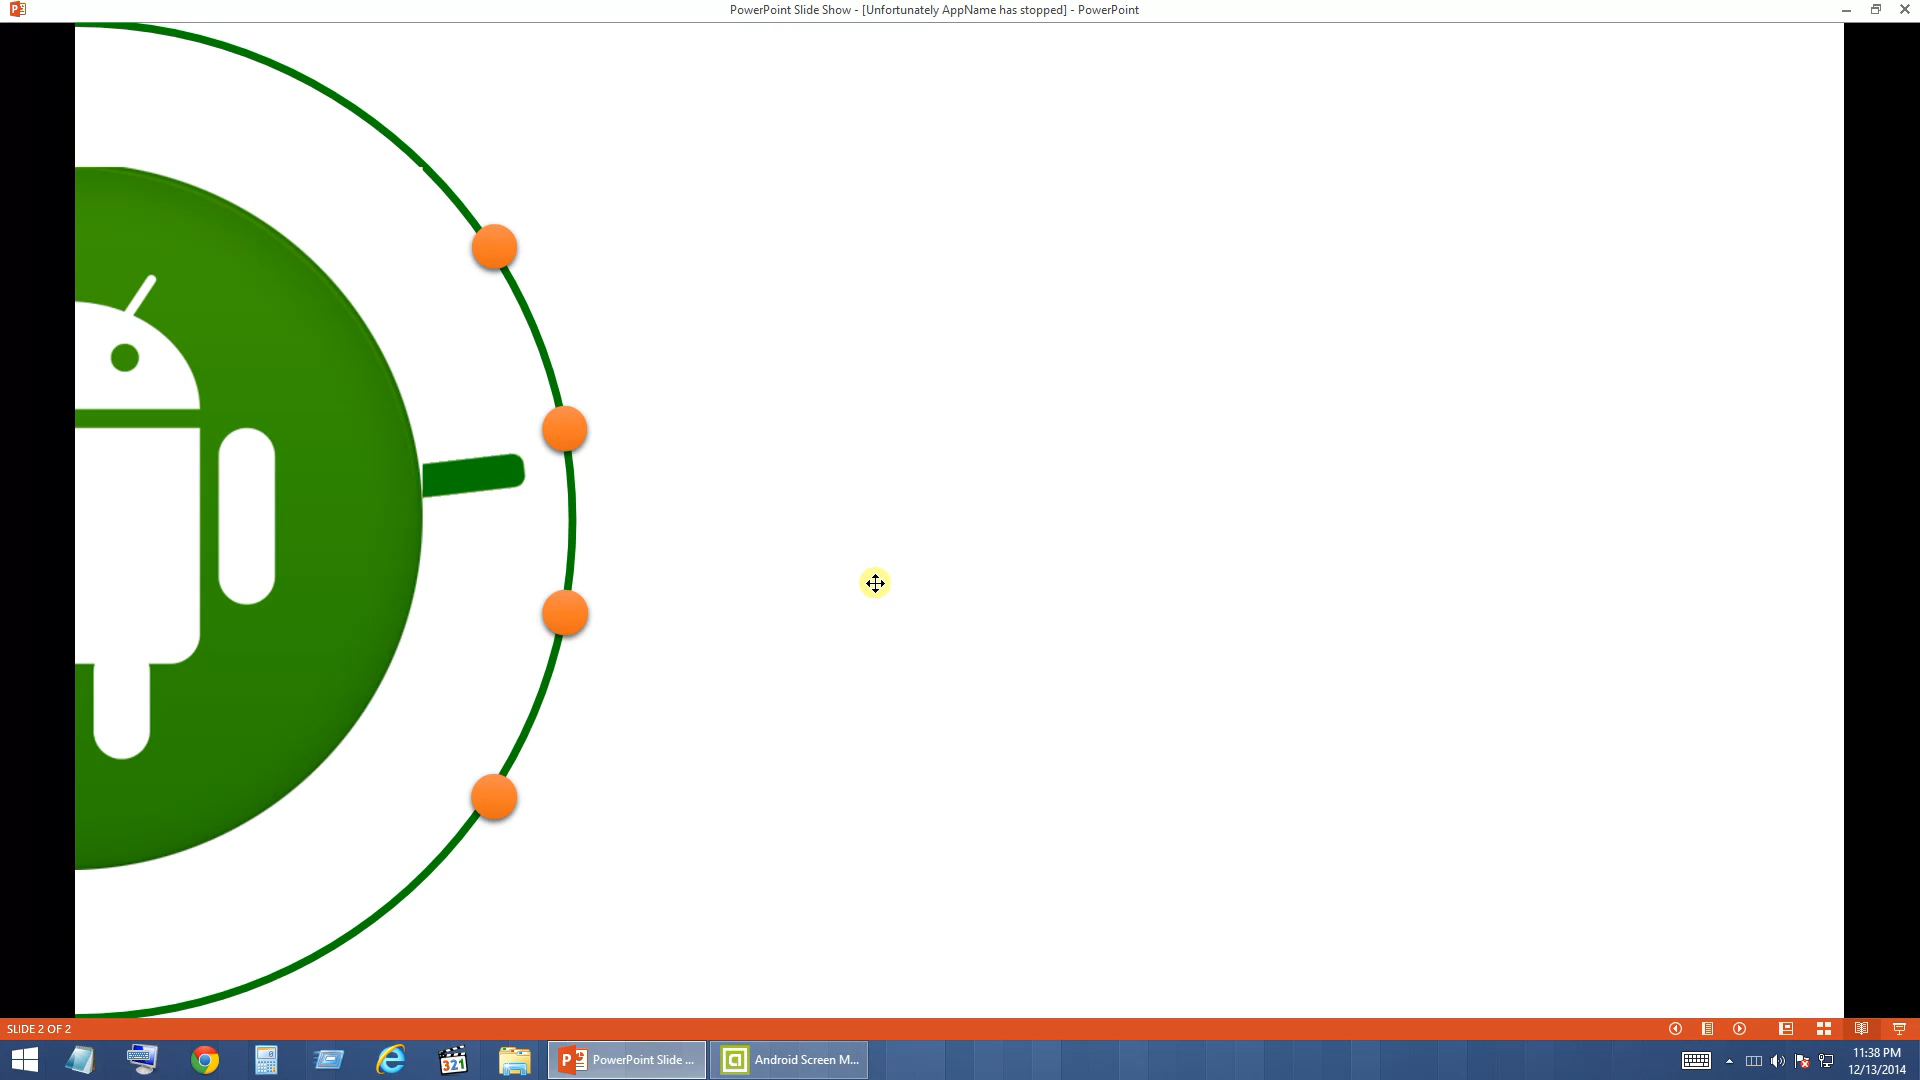 PowerPoint Slide Show - [Unfortunately AppName has stopped] - PowerPoint
SLIDE 2 OF 2
321
PowerPoint Slide ...
Android Screen M...
11:38 PM
12/13/2014